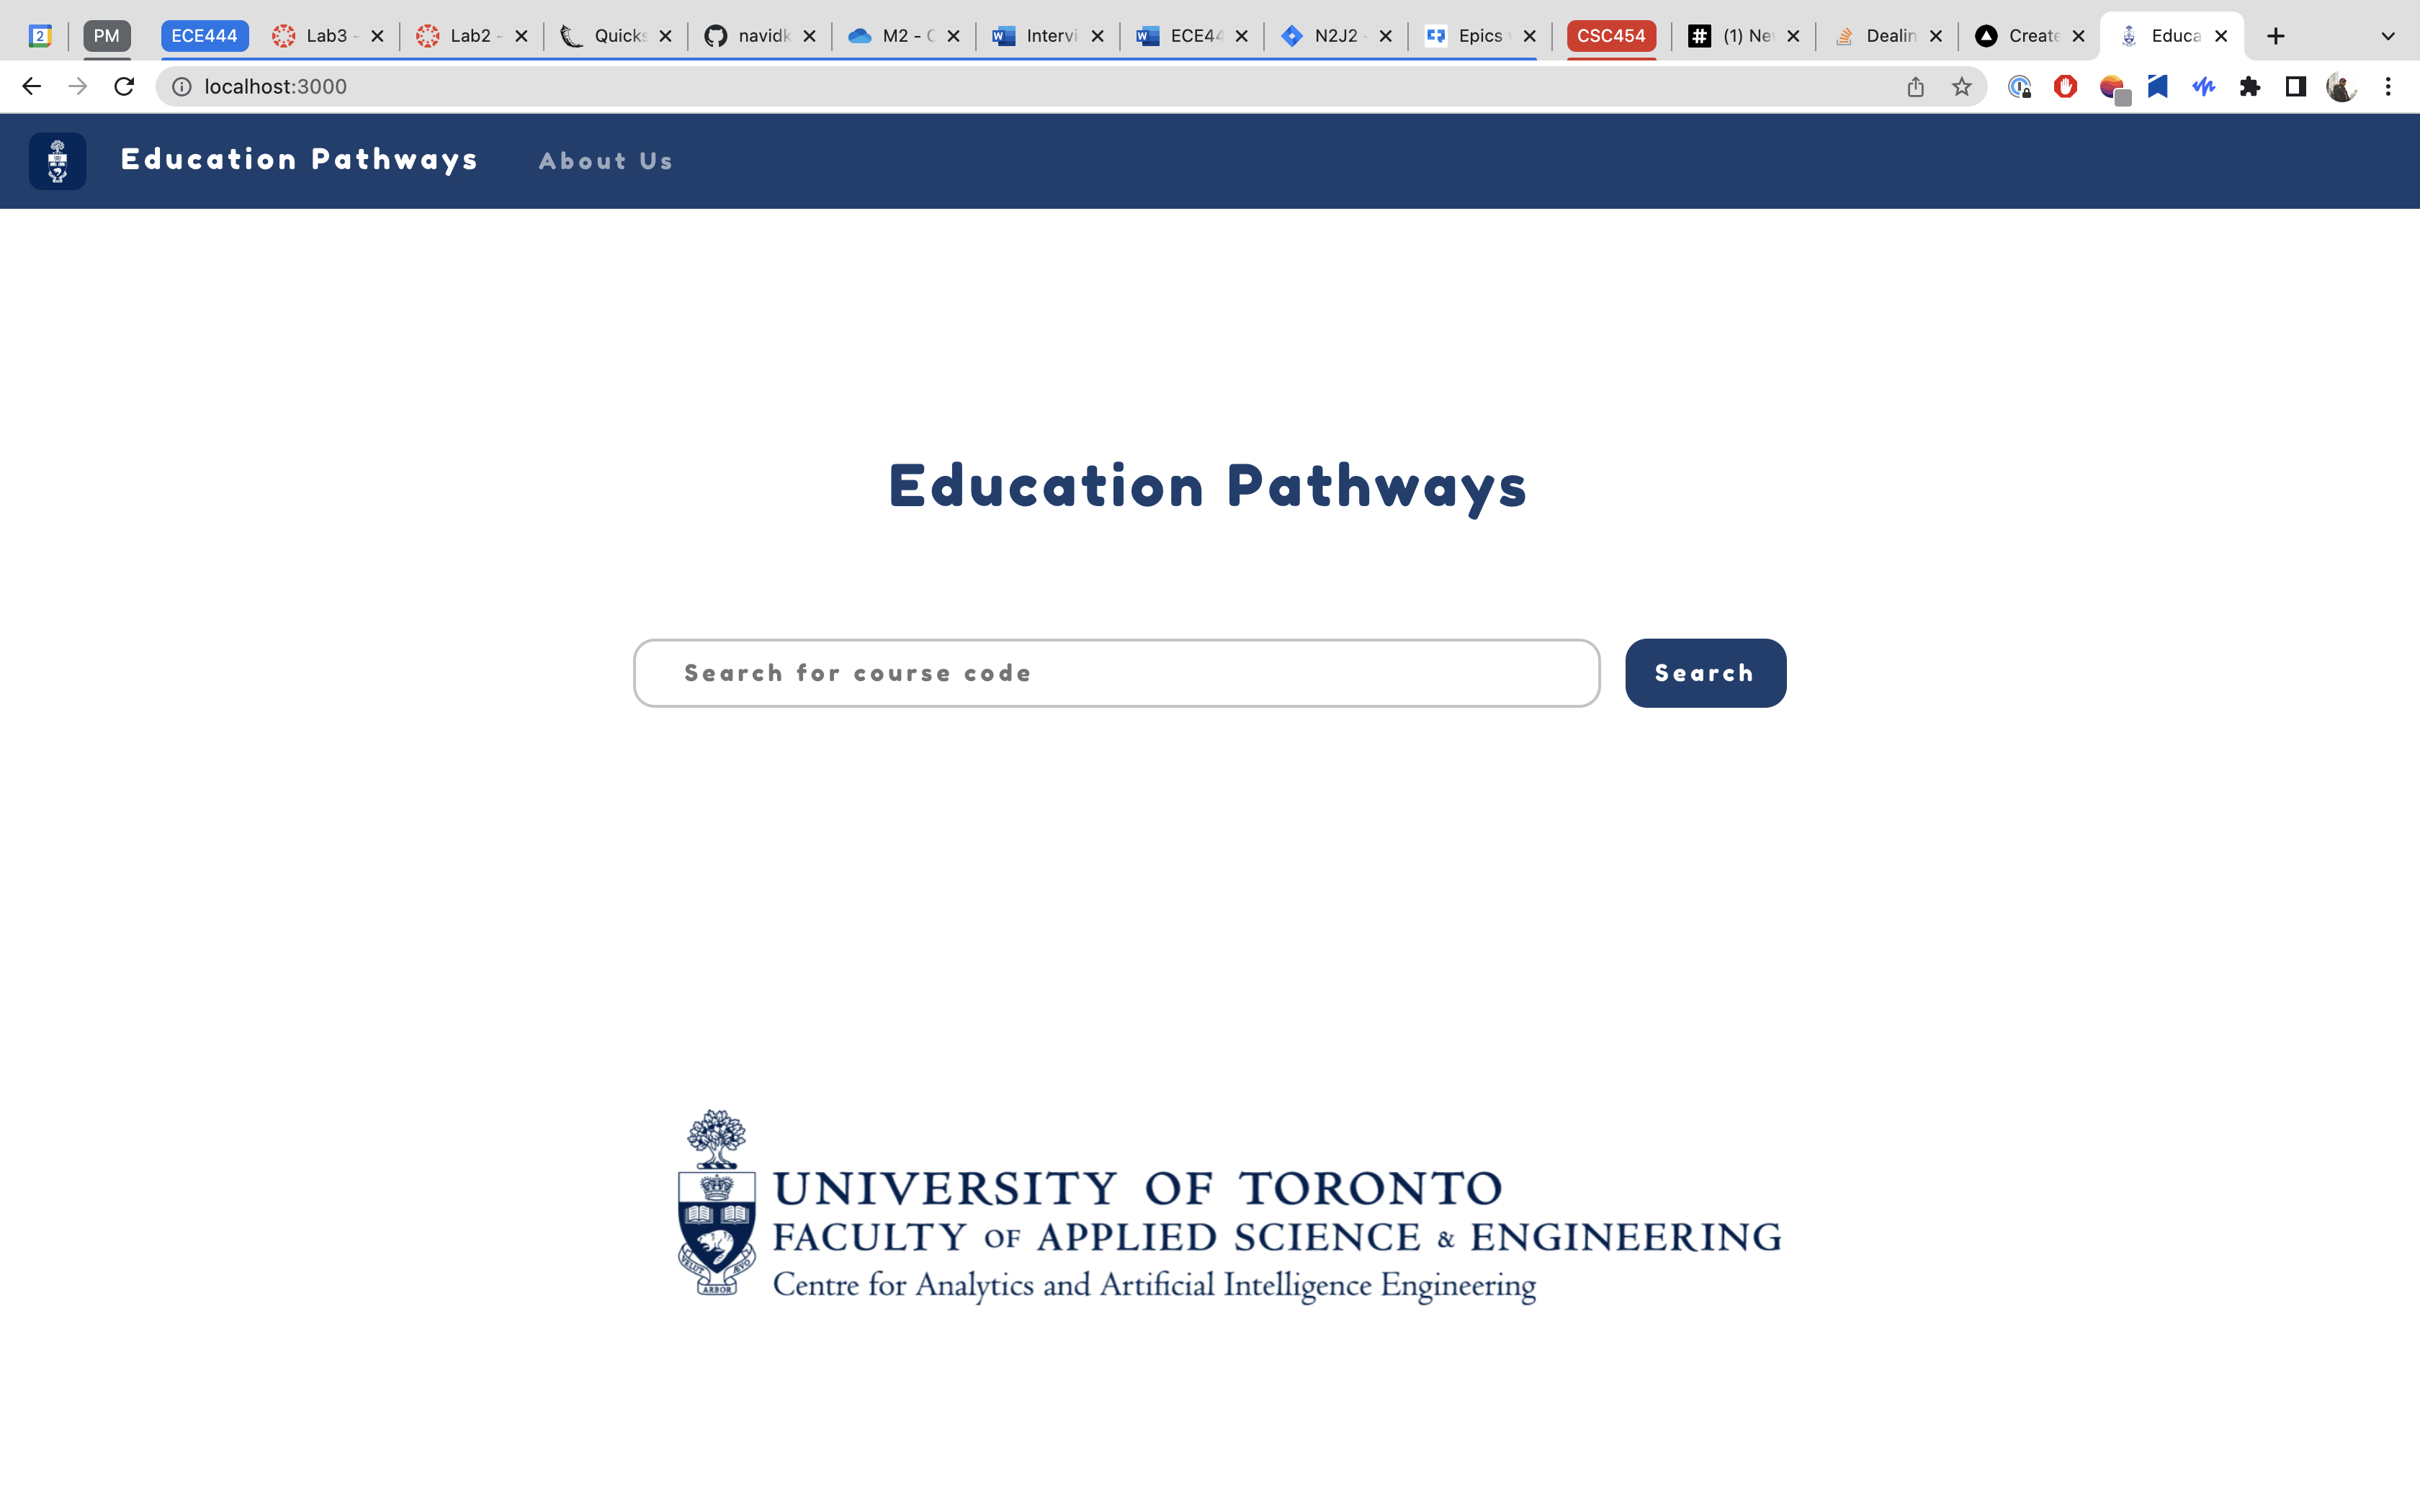 2 PM ECE444 Lab3 - Lab2 - Quicks navidk M2 - C Intervi ECE44 N2J2 - Epics CSC454 # (1) Ne Dealin Create Educa
localhost:3000
Education Pathways About Us
Education Pathways
Search for course code Search
UNIVERSITY OF TORONTO
FACULTY OF APPLIED SCIENCE & ENGINEERING
VELUT ARBOR ÆVO
Centre for Analytics and Artificial Intelligence Engineering